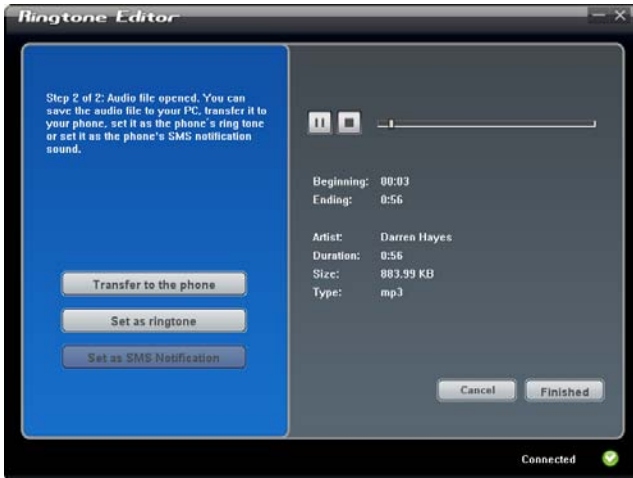 Ringtone Editor
Step 2 of 2: Audio file opened. You can
save the audio file to your PC, transfer it to
your phone, set it as the phone's ring tone
or set it as the phone's SMS notification
sound.
Transfer to the phone
Set as ringtone
Set as SMS Notification
Beginning: 00:03
Ending: 0:56
Artist: Darren Hayes
Duration: 0:56
Size: 883.99 KB
Type: mp3
Cancel Finished
Connected